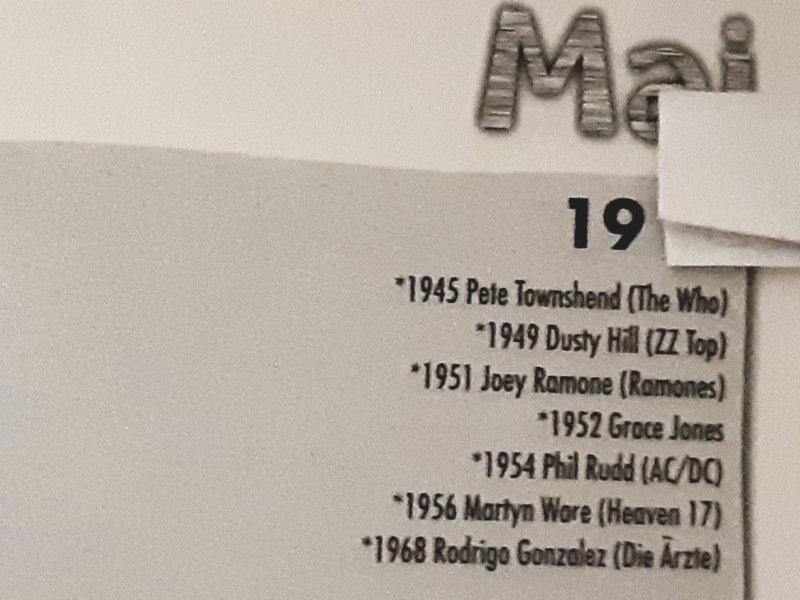 Mai
19
*1945 Pete Townshend (The Who)
*1949 Dusty Hill (ZZ Top)
*1951 Joey Ramone (Ramones)
*1952 Grace Jones
*1954 Phil Rudd (AC/DC)
*1956 Martyn Ware (Heaven 17)
*1968 Rodrigo Gonzalez (Die Ärzte)